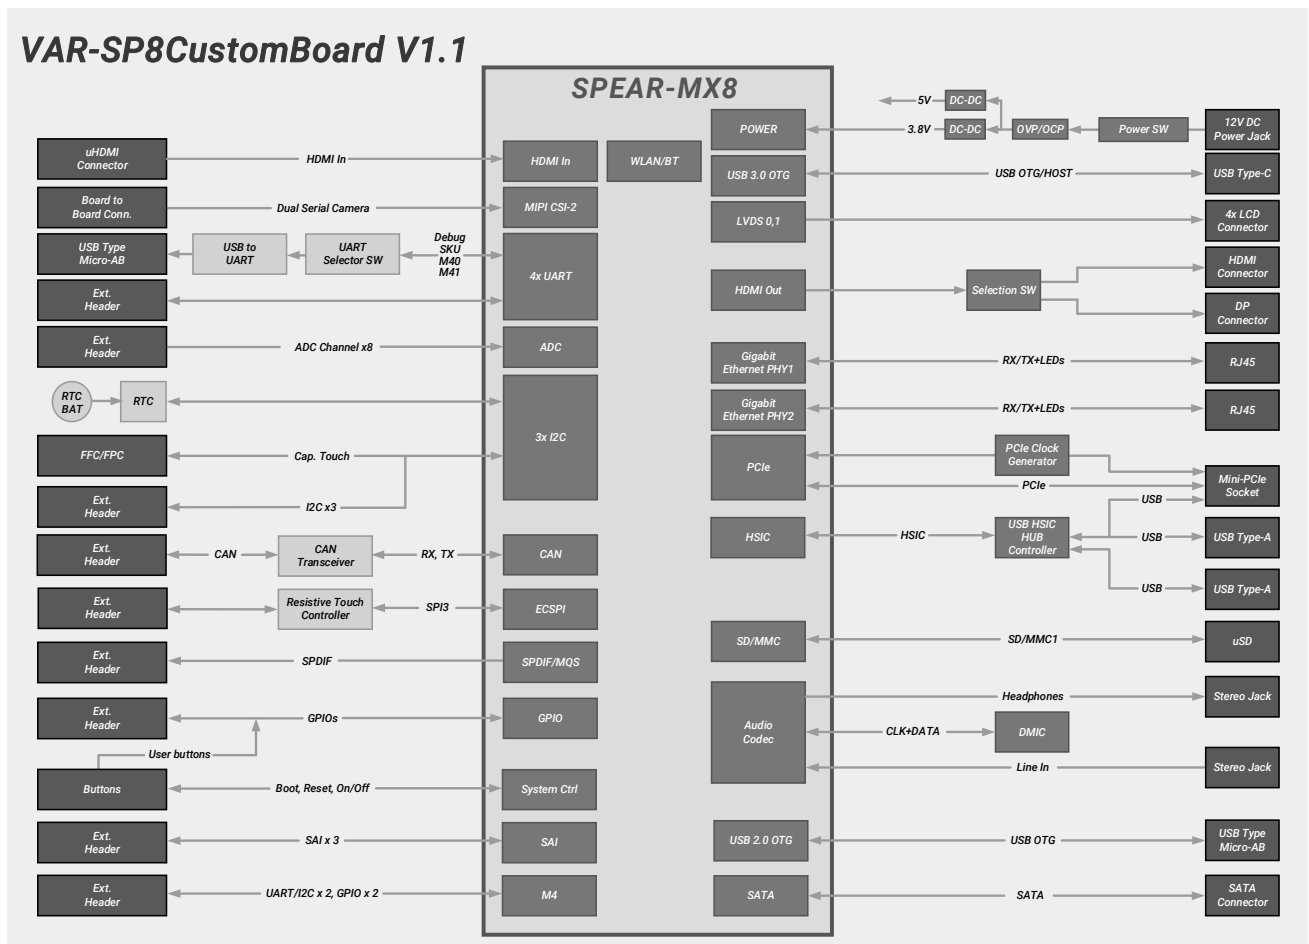 VAR-SP8CustomBoard V1.1
SPEAR-MX8
uHDMI
Connector
HDMI In
HDMI In
WLAN/BT
Board to
Board Conn.
Dual Serial Camera
MIPI CSI-2
USB Type
Micro-AB
USB to
UART
UART
Selector SW
Debug
SKU
M40
M41
4x UART
Ext.
Header
Ext.
Header
ADC Channel x8
ADC
RTC
BAT
RTC
3x I2C
FFC/FPC
Cap. Touch
Ext.
Header
I2C x3
Ext.
Header
CAN
CAN
Transceiver
RX, TX
CAN
Ext.
Header
Resistive Touch
Controller
SPI3
ECSPI
Ext.
Header
SPDIF
SPDIF/MQS
Ext.
Header
GPIOs
GPIO
User buttons
Buttons
Boot, Reset, On/Off
System Ctrl
Ext.
Header
SAI x 3
SAI
Ext.
Header
UART/I2C x 2, GPIO x 2
M4
POWER
5V
DC-DC
3.8V
DC-DC
OVP/OCP
Power SW
12V DC
Power Jack
USB 3.0 OTG
USB OTG/HOST
USB Type-C
LVDS 0,1
4x LCD
Connector
HDMI Out
Selection SW
HDMI
Connector
DP
Connector
Gigabit
Ethernet PHY1
RX/TX+LEDs
RJ45
Gigabit
Ethernet PHY2
RX/TX+LEDs
RJ45
PCIe
PCIe Clock
Generator
PCIe
Mini-PCIe
Socket
USB
HSIC
HSIC
USB HSIC
HUB
Controller
USB
USB Type-A
USB
USB Type-A
SD/MMC
SD/MMC1
uSD
Audio
Codec
Headphones
Stereo Jack
CLK+DATA
DMIC
Line In
Stereo Jack
USB 2.0 OTG
USB OTG
USB Type
Micro-AB
SATA
SATA
SATA
Connector